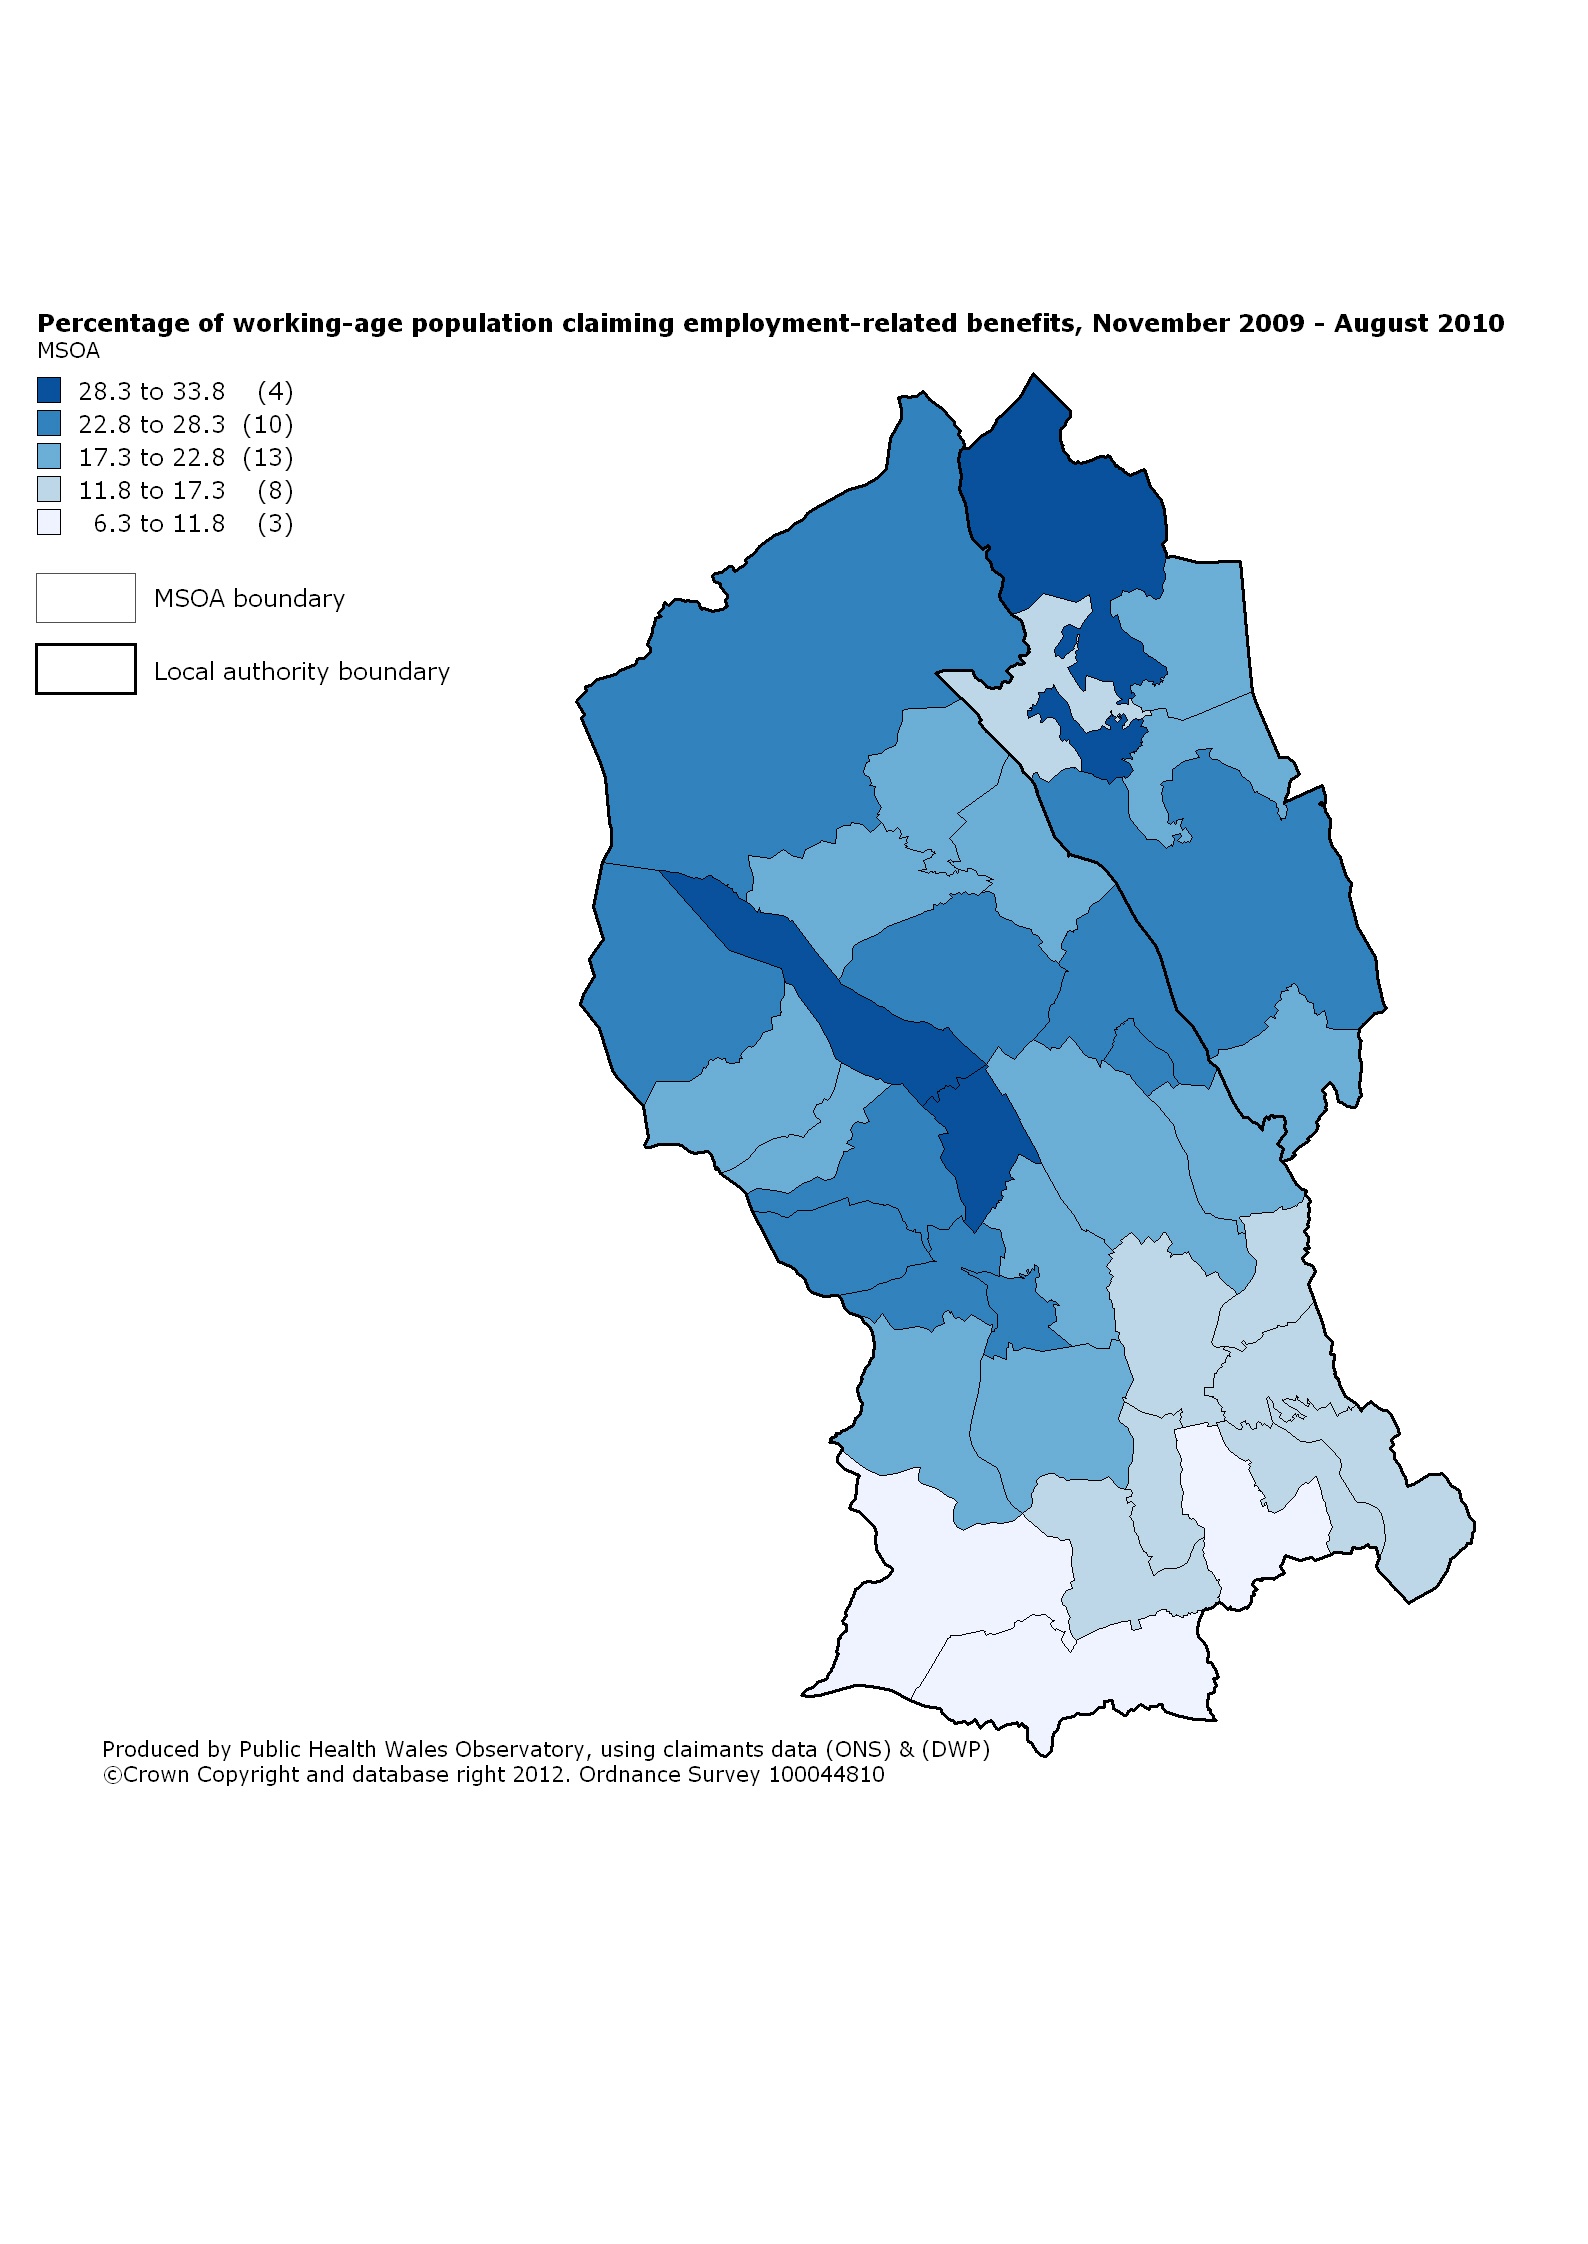 Percentage of working-age population claiming employment-related benefits, November 2009 - August 2010
MSOA
28.3 to 33.8 (4)
22.8 to 28.3 (10)
17.3 to 22.8 (13)
11.8 to 17.3 (8)
6.3 to 11.8 (3)
MSOA boundary
Local authority boundary
Produced by Public Health Wales Observatory, using claimants data (ONS) & (DWP)
©Crown Copyright and database right 2012. Ordnance Survey 100044810